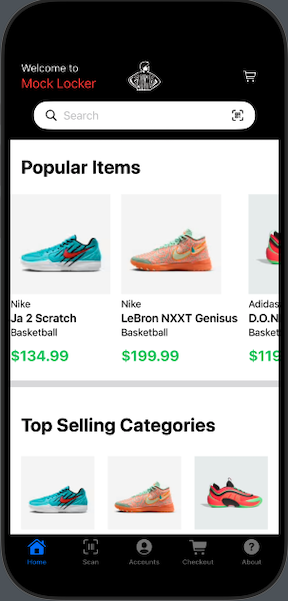 Welcome to
Mock Locker
Search
Popular Items
Nike
Ja 2 Scratch
Basketball
$134.99
Nike
LeBron NXXT Genisus
Basketball
$199.99
Adidas
D.O.N
Basket
$119
Top Selling Categories
Home
Scan
Accounts
Checkout
About